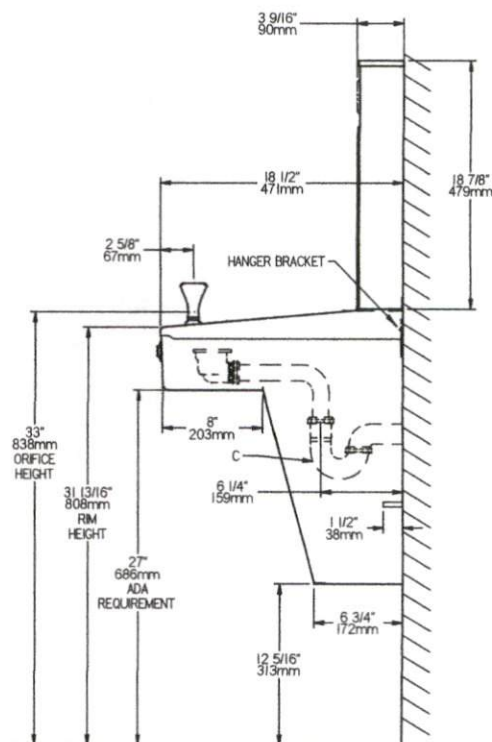 3 9/16"
90mm
18 1/2"
471mm
18 7/8"
479mm
2 5/8"
67mm
HANGER BRACKET
8"
203mm
33"
838mm
ORIFICE
HEIGHT
C
6 1/4"
159mm
31 13/16"
808mm
RIM
HEIGHT
1 1/2"
38mm
27"
686mm
ADA
REQUIREMENT
6 3/4"
172mm
12 5/16"
313mm